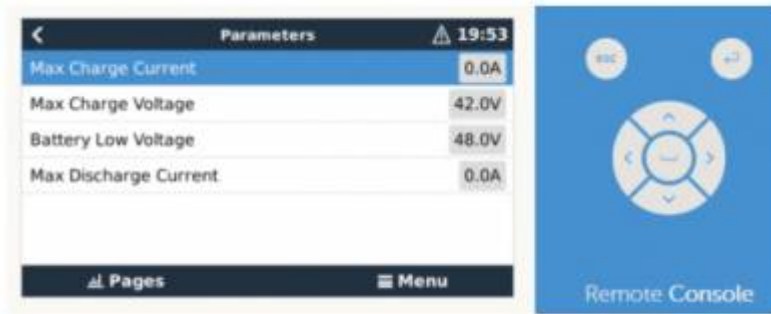 Parameters 19:53
Max Charge Current 0.0A
Max Charge Voltage 42.0V
Battery Low Voltage 48.0V
Max Discharge Current 0.0A
Pages Menu
esc
Remote Console